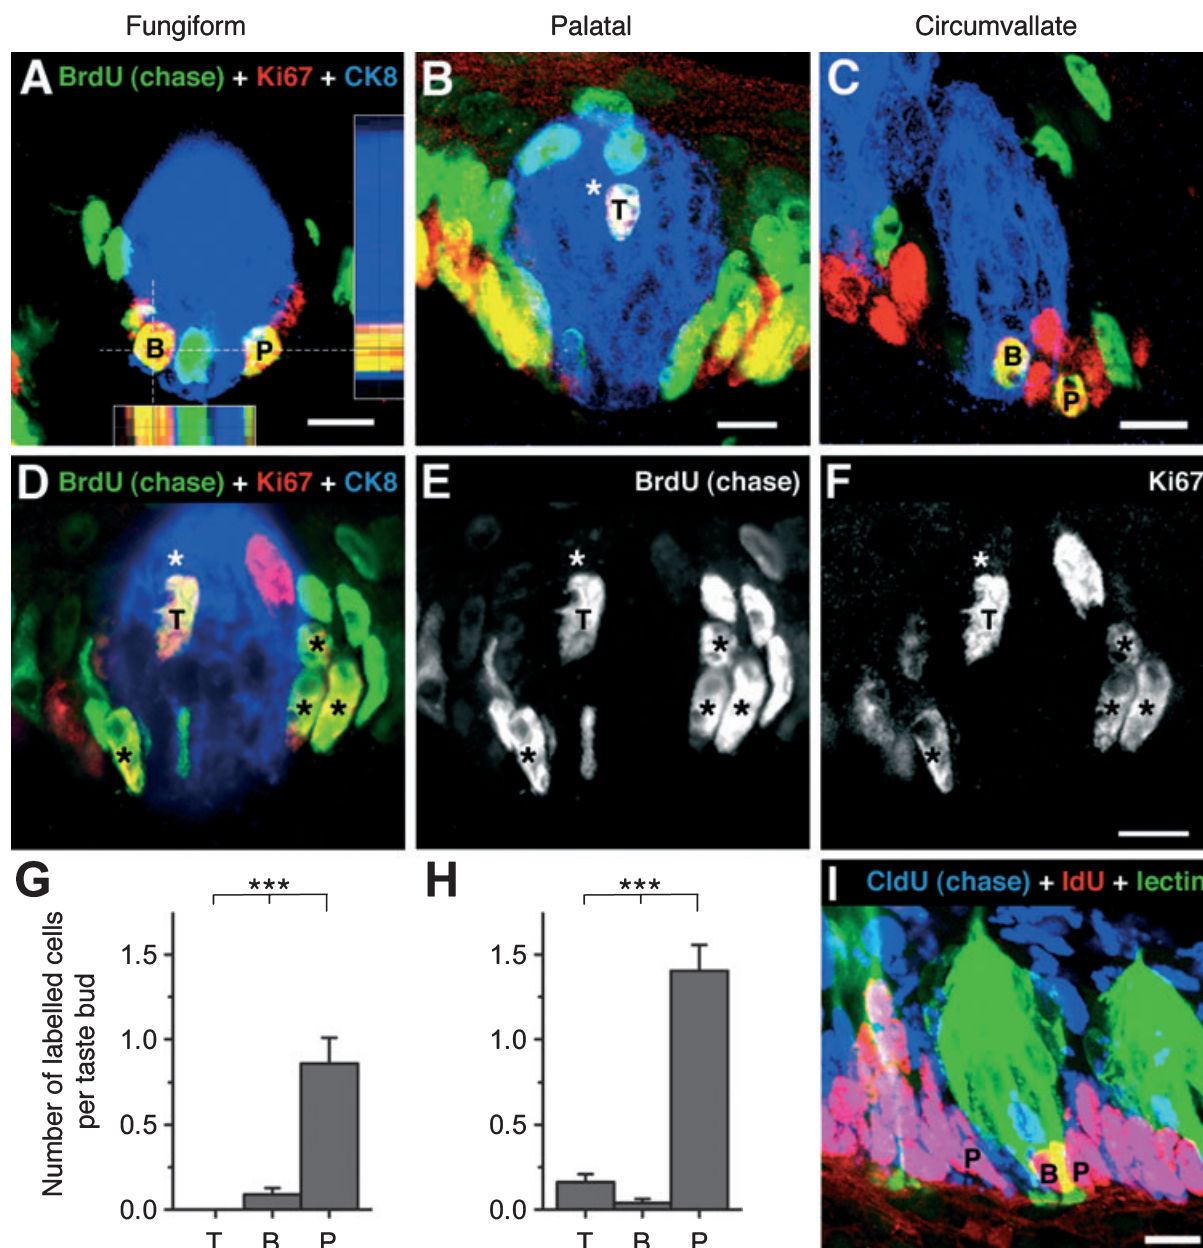 Fungiform Palatal Circumvallate
A BrdU (chase) + Ki67 + CK8
B
C
* T
B P
B
P
D BrdU (chase) + Ki67 + CK8
E BrdU (chase)
F Ki67
*
T
*
* *
*
*
T
*
* *
*
*
T
*
* *
*
G
***
Number of labelled cells
per taste bud
1.5
1.0
0.5
0.0
T B P
H
***
1.5
1.0
0.5
0.0
T B P
I CldU (chase) + IdU + lectin
P B P